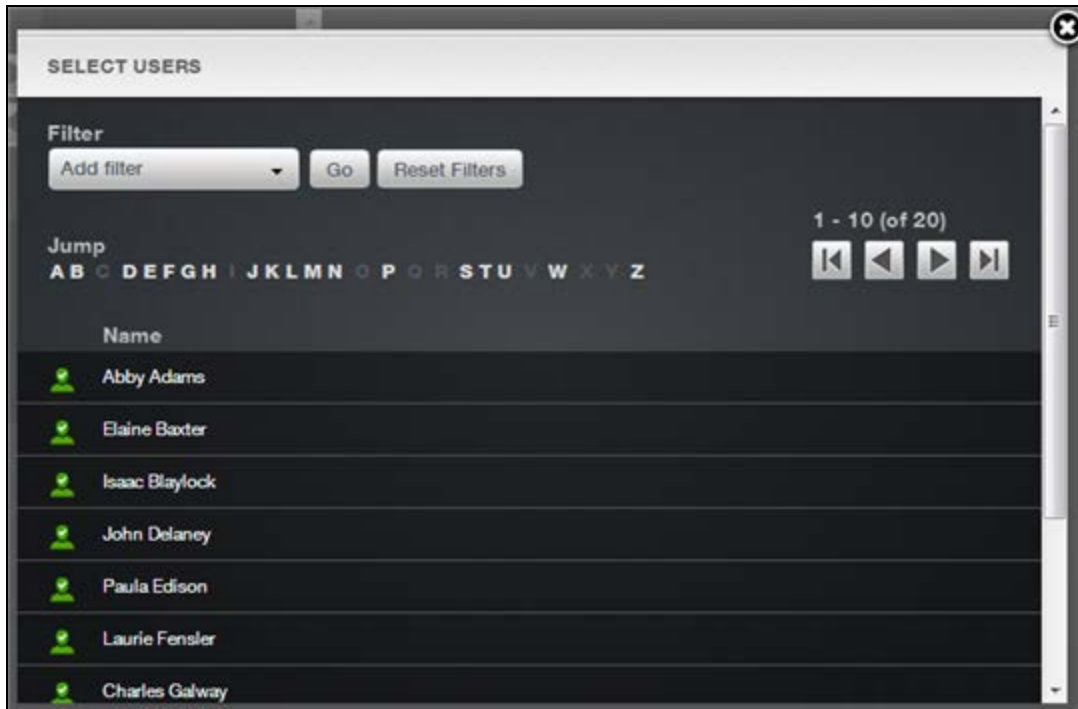 SELECT USERS
Filter
Add filter Go Reset Filters
1 - 10 (of 20)
Jump
A B C D E F G H I J K L M N O P Q R S T U V W X Y Z
Name
Abby Adams
Elaine Baxter
Isaac Blaylock
John Delaney
Paula Edison
Laurie Fensler
Charles Galway